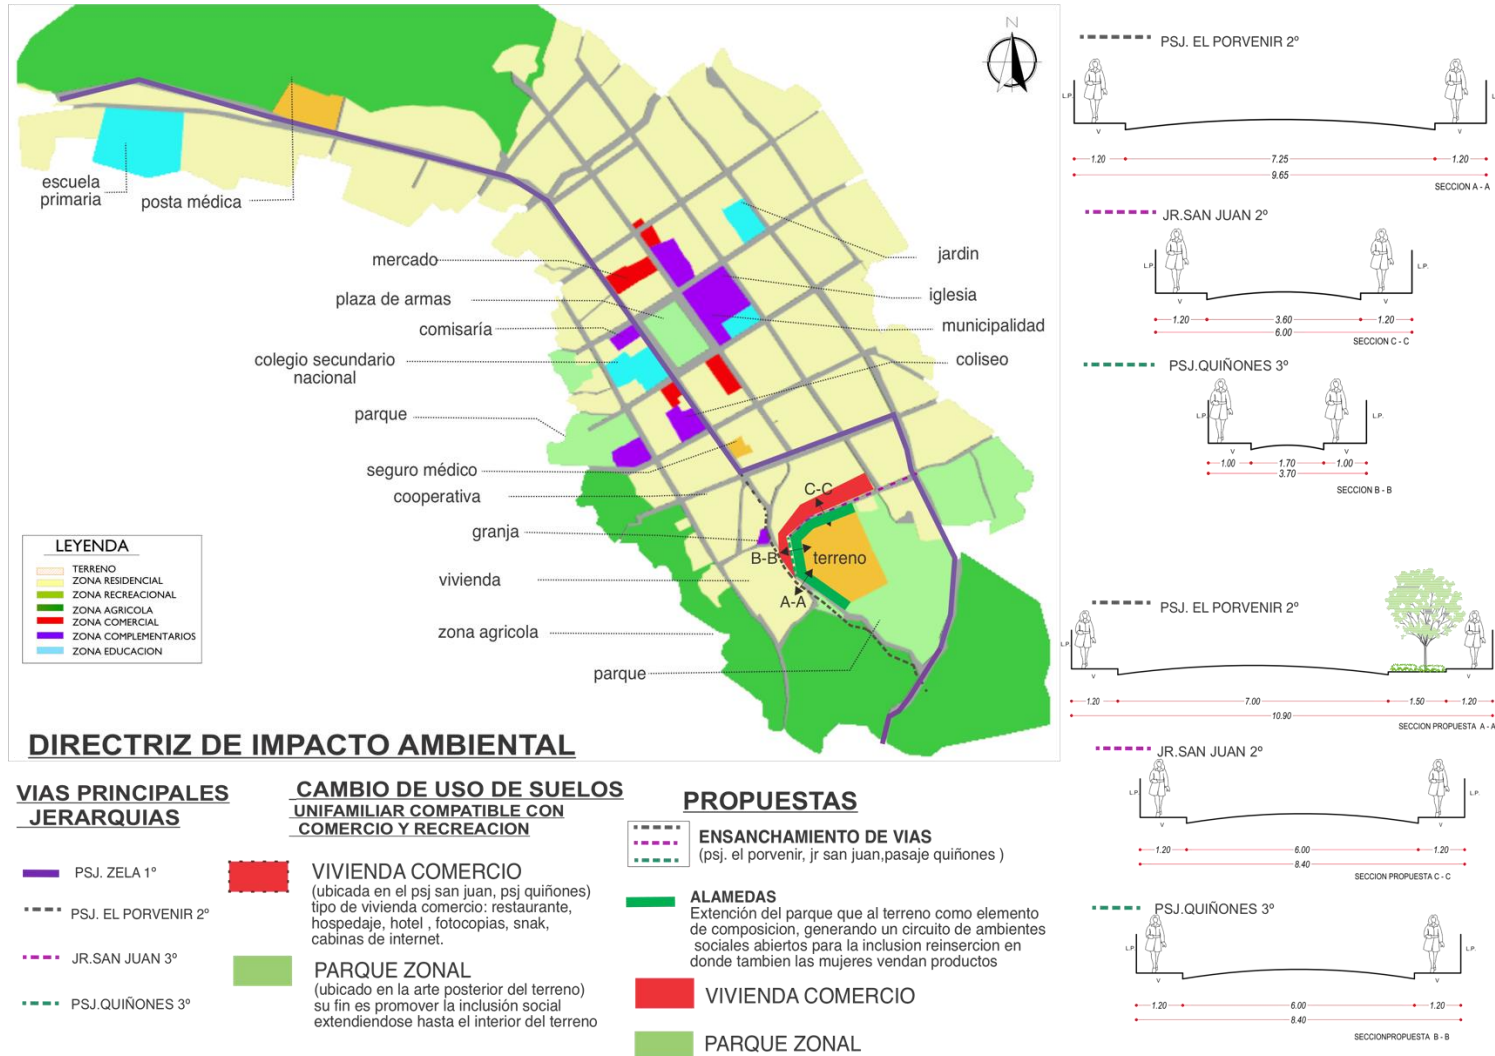 N
escuela
primaria
posta médica
mercado
plaza de armas
comisaría
colegio secundario
nacional
parque
seguro médico
cooperativa
granja
vivienda
zona agricola
parque
jardin
iglesia
municipalidad
coliseo
C-C
B-B
terreno
A-A
LEYENDA
TERRENO
ZONA RESIDENCIAL
ZONA RECREACIONAL
ZONA AGRICOLA
ZONA COMERCIAL
ZONA COMPLEMENTARIOS
ZONA EDUCACION
DIRECTRIZ DE IMPACTO AMBIENTAL
VIAS PRINCIPALES
JERARQUIAS
PSJ. ZELA 1º
PSJ. EL PORVENIR 2º
JR.SAN JUAN 3º
PSJ.QUIÑONES 3º
CAMBIO DE USO DE SUELOS
UNIFAMILIAR COMPATIBLE CON
COMERCIO Y RECREACION
VIVIENDA COMERCIO
(ubicada en el psj san juan, psj quiñones)
tipo de vivienda comercio: restaurante,
hospedaje, hotel , fotocopias, snak,
cabinas de internet.
PARQUE ZONAL
(ubicado en la arte posterior del terreno)
su fin es promover la inclusión social
extendiendose hasta el interior del terreno
PROPUESTAS
ENSANCHAMIENTO DE VIAS
(psj. el porvenir, jr san juan,pasaje quiñones )
ALAMEDAS
Extención del parque que al terreno como elemento
de composicion, generando un circuito de ambientes
sociales abiertos para la inclusion reinsercion en
donde tambien las mujeres vendan productos
VIVIENDA COMERCIO
PARQUE ZONAL
PSJ. EL PORVENIR 2º
L.P. L
V V
1.20 7.25 1.20
9.65
SECCION A - A
JR.SAN JUAN 2º
L.P. L.P.
V V
1.20 3.60 1.20
6.00
SECCION C - C
PSJ.QUIÑONES 3º
L.P. L.P.
V V
1.00 1.70 1.00
3.70
SECCION B - B
PSJ. EL PORVENIR 2º
L.P. L.P.
V V
1.20 7.00 1.50 1.20
10.90
SECCION PROPUESTA A - A
JR.SAN JUAN 2º
L.P. L.P.
V V
1.20 6.00 1.20
8.40
SECCION PROPUESTA C - C
PSJ.QUIÑONES 3º
L.P. L.P.
V V
1.20 6.00 1.20
8.40
SECCIONPROPUESTA B - B